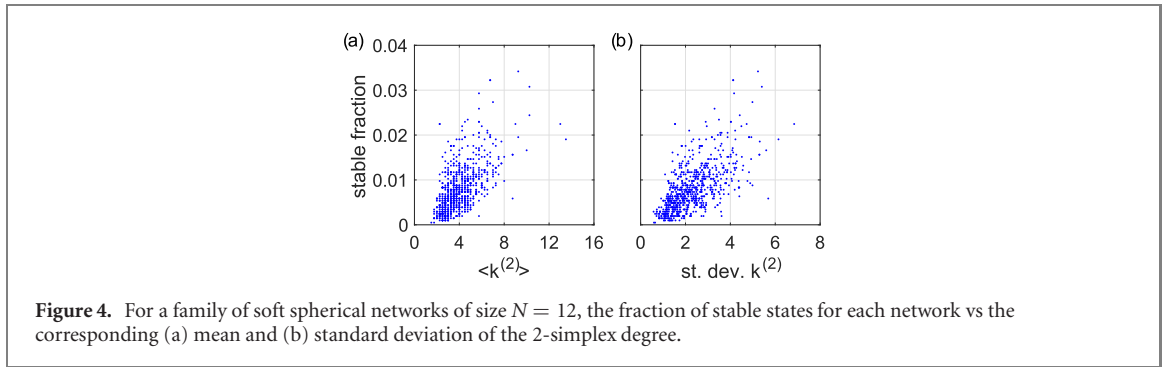 (a)
0.04
0.03
0.02
0.01
0
stable fraction
0 4 8 12 16
<k(2)>
(b)
0 2 4 6 8
st. dev. k(2)
Figure 4. For a family of soft spherical networks of size N = 12, the fraction of stable states for each network vs the
corresponding (a) mean and (b) standard deviation of the 2-simplex degree.